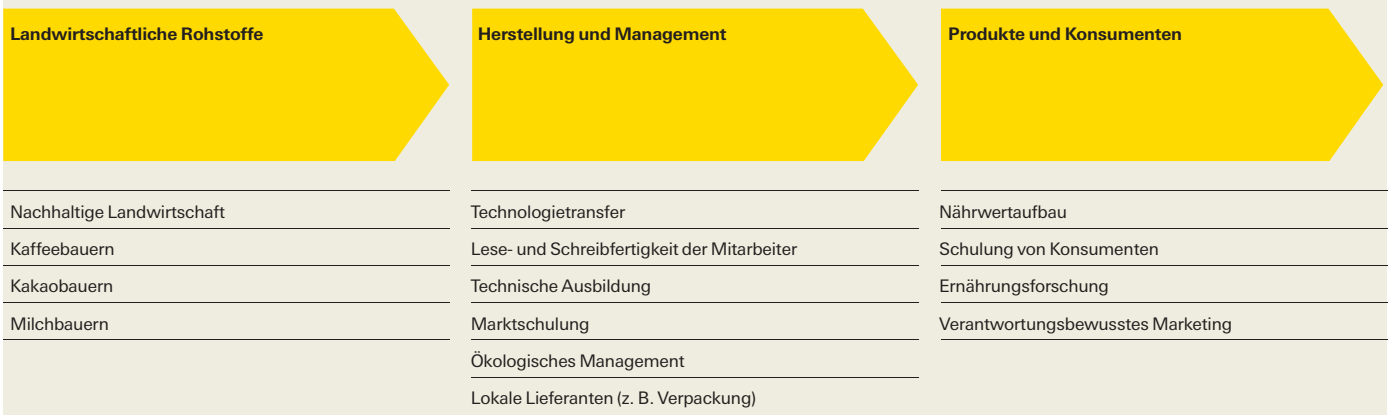 Landwirtschaftliche Rohstoffe
Nachhaltige Landwirtschaft
Kaffeebauern
Kakaobauern
Milchbauern
Herstellung und Management
Technologietransfer
Lese- und Schreibfertigkeit der Mitarbeiter
Technische Ausbildung
Marktschulung
Ökologisches Management
Lokale Lieferanten (z. B. Verpackung)
Produkte und Konsumenten
Nährwertaufbau
Schulung von Konsumenten
Ernährungsforschung
Verantwortungsbewusstes Marketing